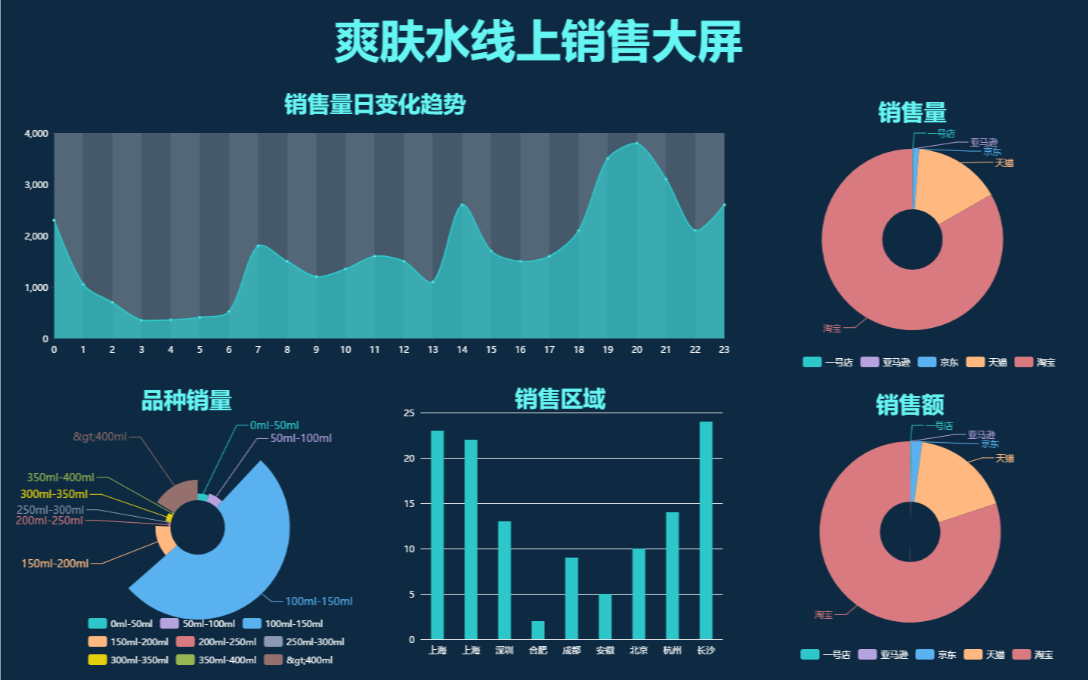 爽肤水线上销售大屏
销售量日变化趋势
4,000
3,000
2,000
1,000
0
0 1 2 3 4 5 6 7 8 9 10 11 12 13 14 15 16 17 18 19 20 21 22 23
销售量
一号店
亚马逊
京东
天猫
淘宝
一号店 亚马逊 京东 天猫 淘宝
品种销量
0ml-50ml
50ml-100ml
&gt;400ml
350ml-400ml
300ml-350ml
250ml-300ml
200ml-250ml
150ml-200ml
100ml-150ml
0ml-50ml 50ml-100ml 100ml-150ml
150ml-200ml 200ml-250ml 250ml-300ml
300ml-350ml 350ml-400ml &gt;400ml
销售区域
25
20
15
10
5
0
上海 上海 深圳 合肥 成都 安徽 北京 杭州 长沙
销售额
一号店
亚马逊
京东
天猫
淘宝
一号店 亚马逊 京东 天猫 淘宝